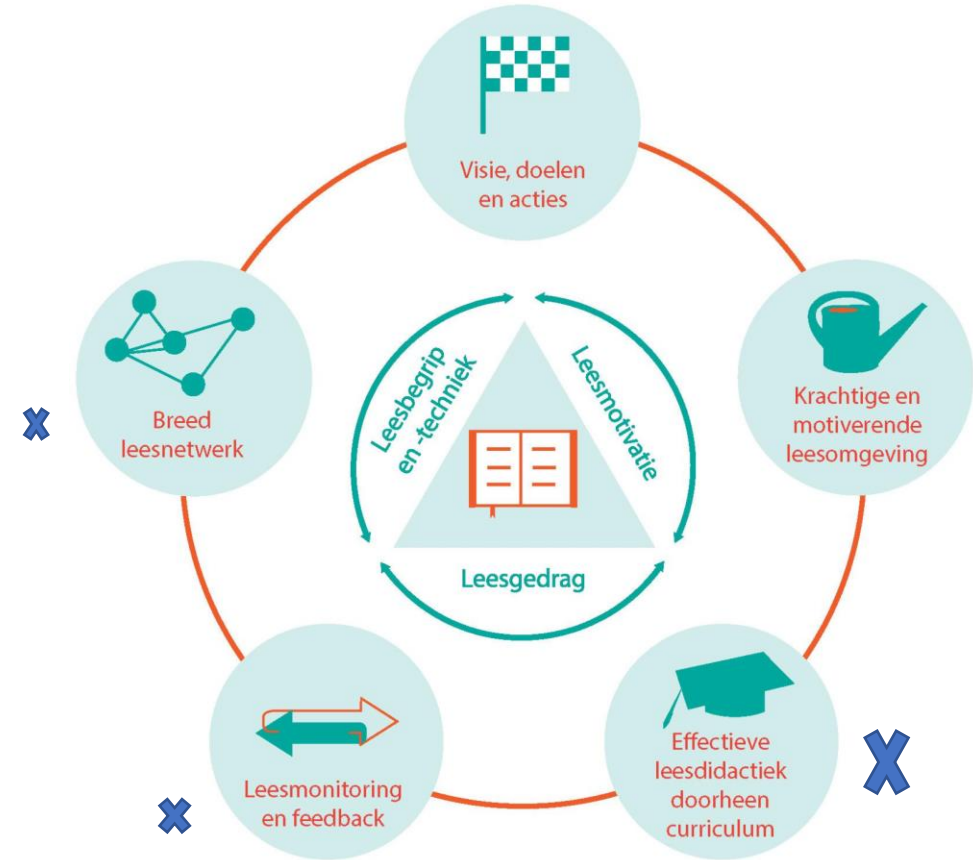 Visie, doelen
en acties
Krachtige en
motiverende
leesomgeving
Effectieve
leesdidactiek
doorheen
curriculum
Leesmonitoring
en feedback
Breed
leesnetwerk
Leesbegrip
en -techniek
Leesmotivatie
Leesgedrag